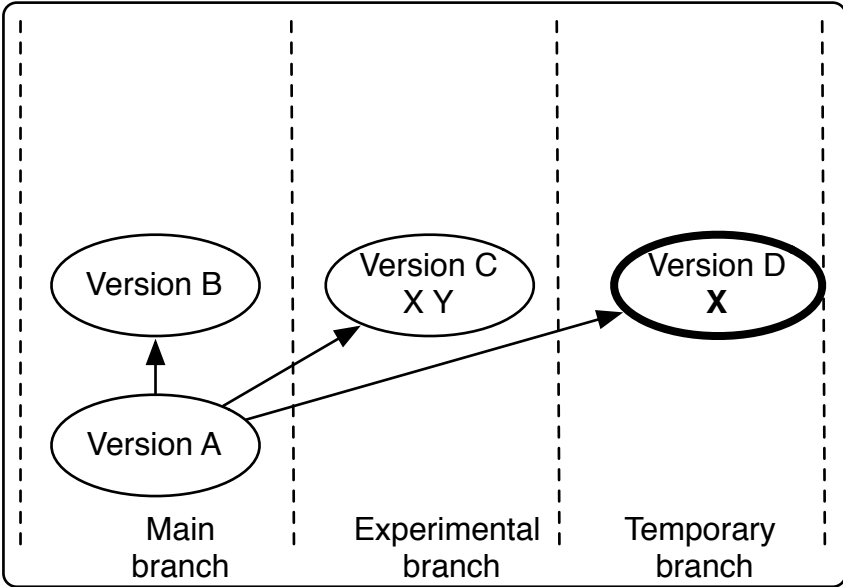 Version B
Version C
X Y
Version D
X
Version A
Main
branch
Experimental
branch
Temporary
branch